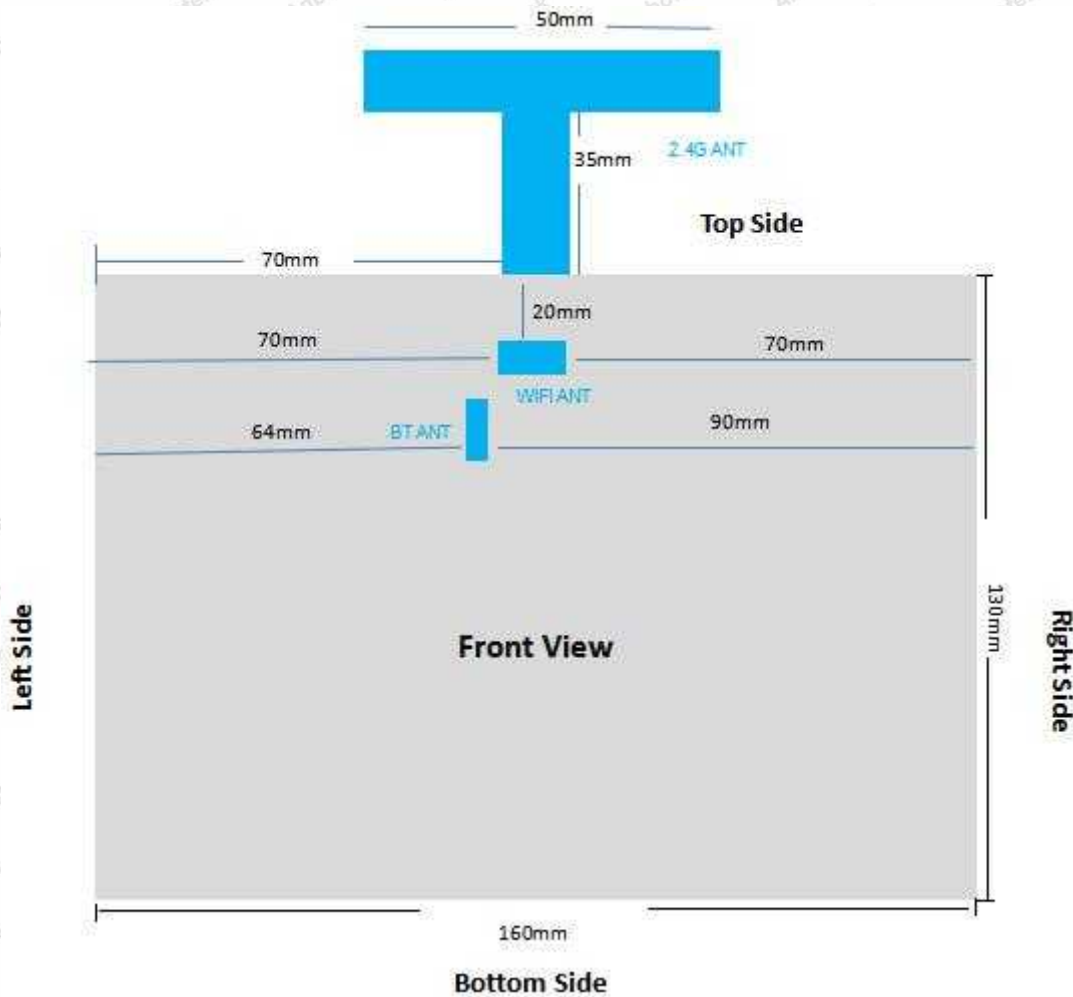 50mm
35mm
2.4G ANT
Top Side
70mm
20mm
70mm
70mm
WIFI ANT
64mm
BT ANT
90mm
130mm
Left Side
Right Side
Front View
160mm
Bottom Side